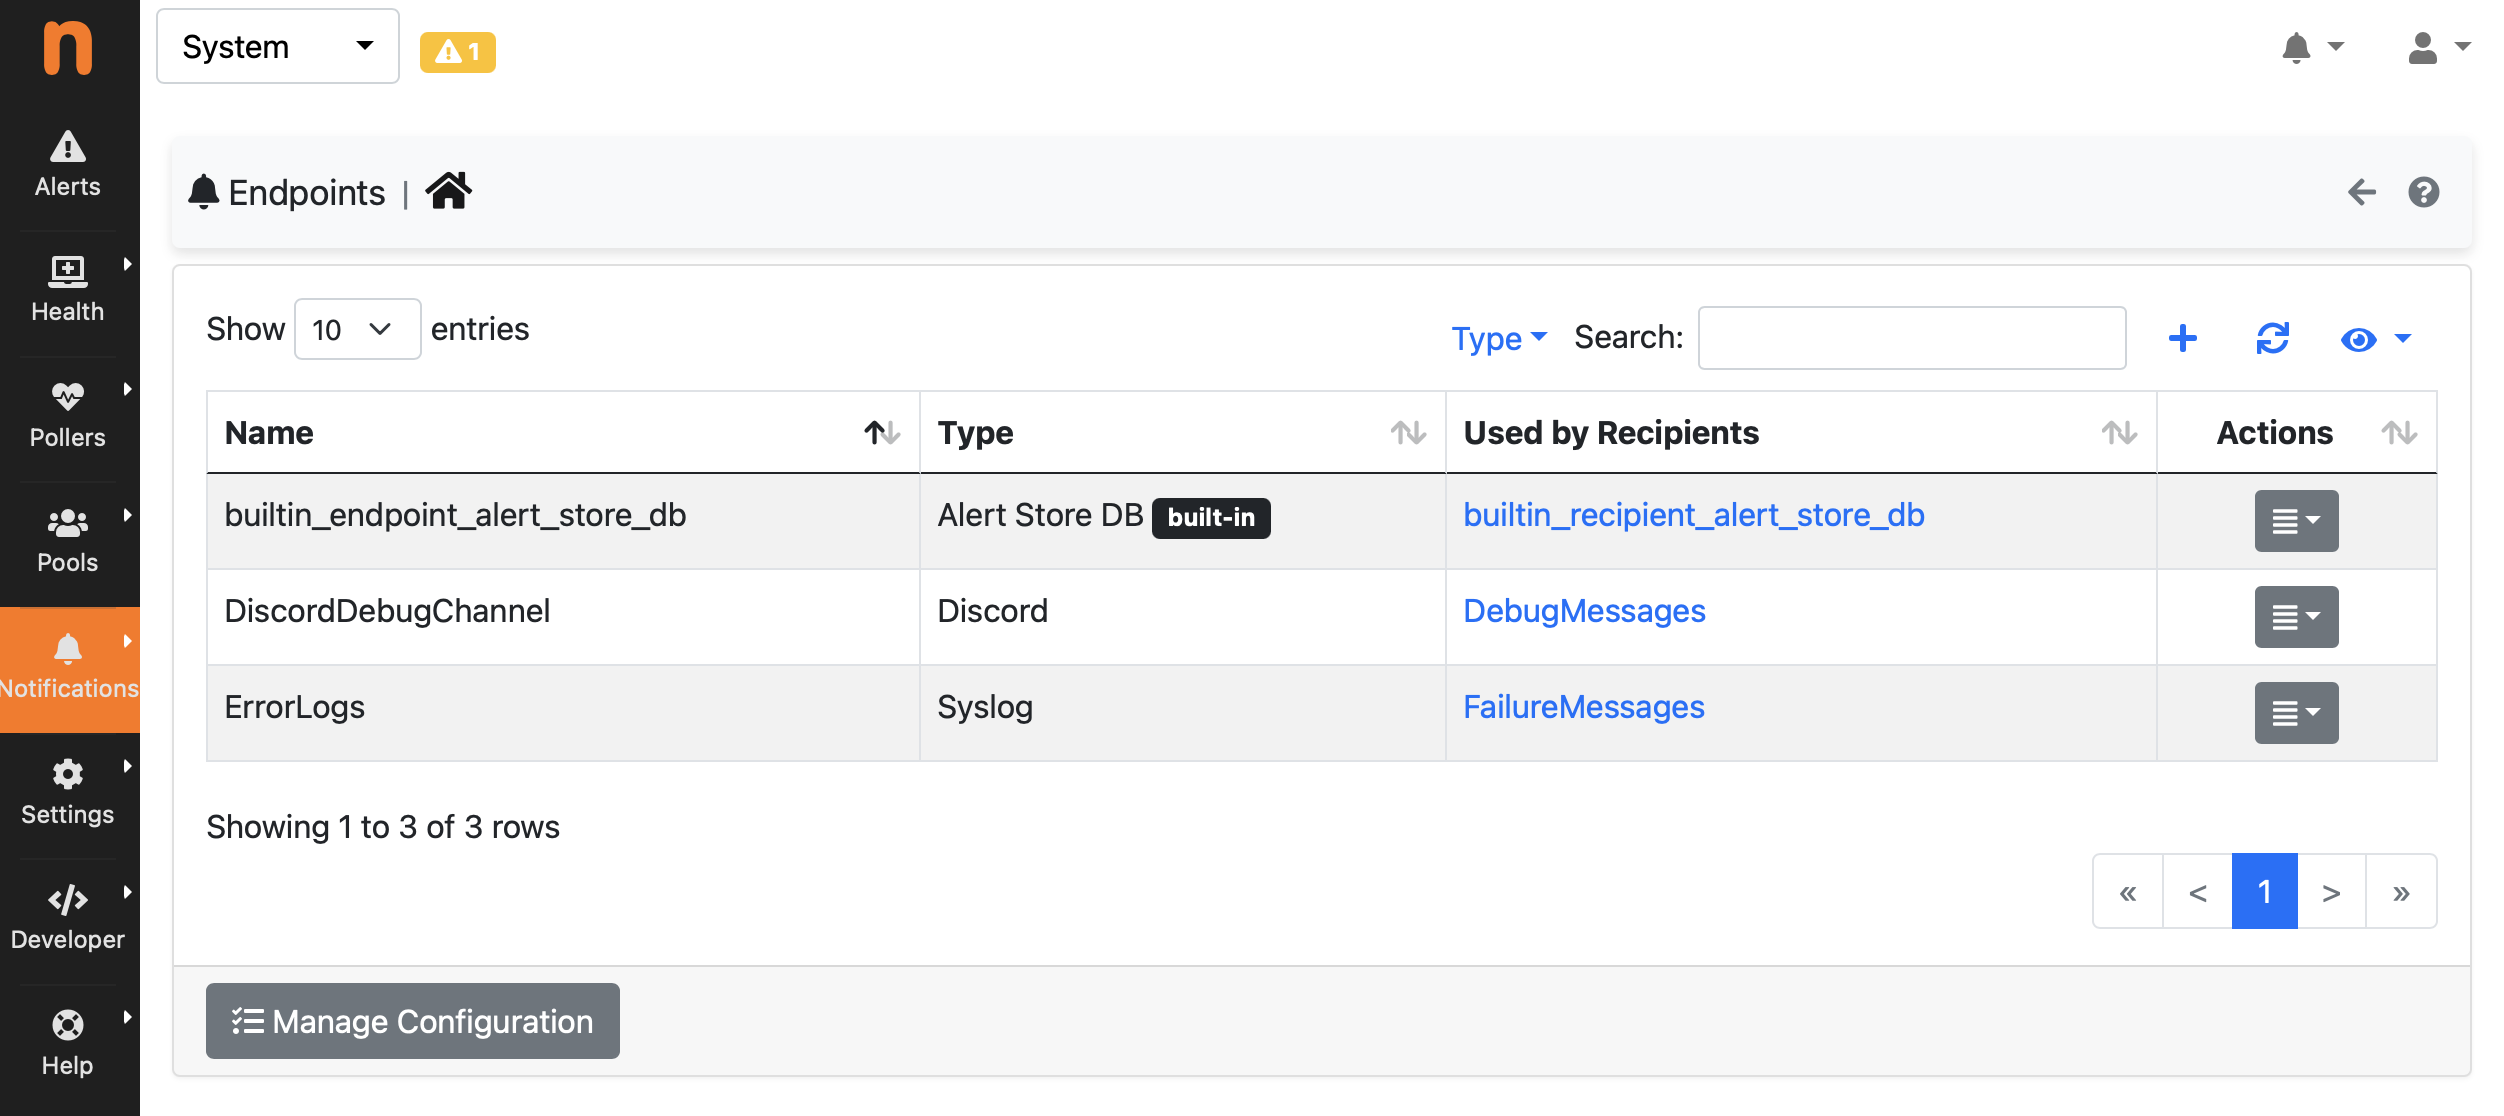 n
System
1
Alerts
Health
Pollers
Pools
Notifications
Settings
Developer
Help
Endpoints |
Show 10 entries
Type Search:
Name Type Used by Recipients Actions
builtin_endpoint_alert_store_db Alert Store DB built-in builtin_recipient_alert_store_db
DiscordDebugChannel Discord DebugMessages
ErrorLogs Syslog FailureMessages
Showing 1 to 3 of 3 rows
« < 1 > »
Manage Configuration